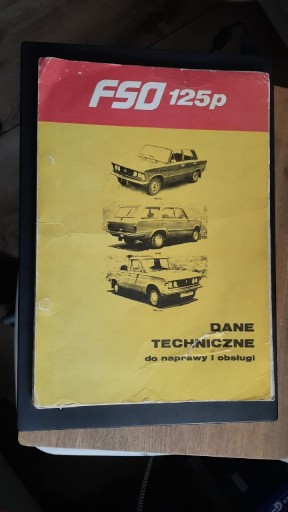 FSO 125p
DANE
TECHNICZNE
do naprawy i obsługi